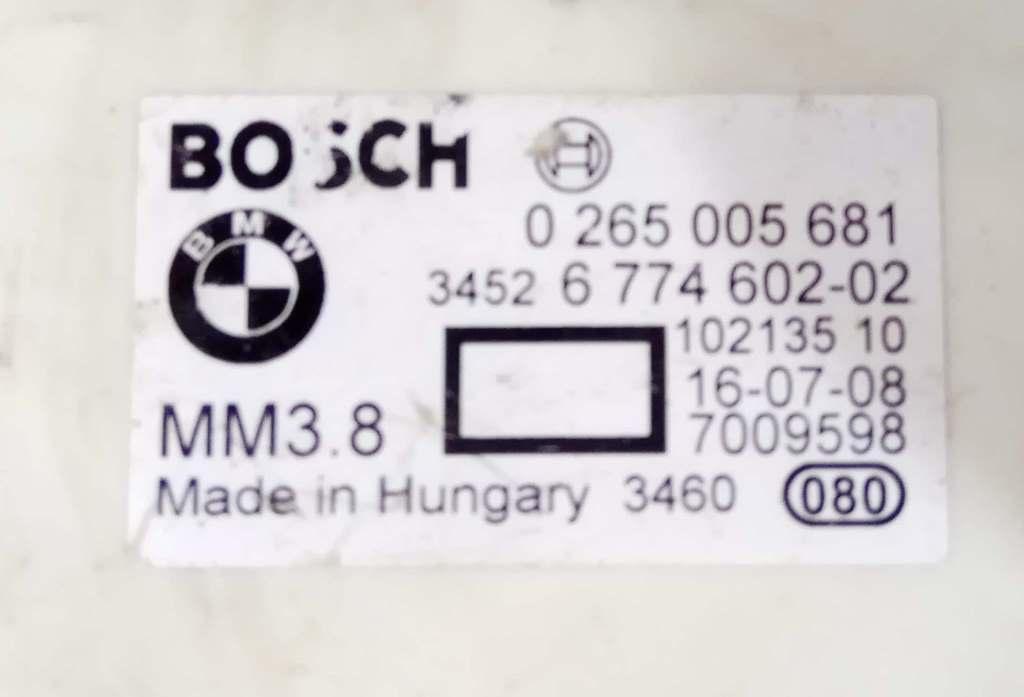 BOSCH
BMW
0 265 005 681
3452 6 774 602-02
102135 10
16-07-08
7009598
MM3.8
Made in Hungary 3460 080